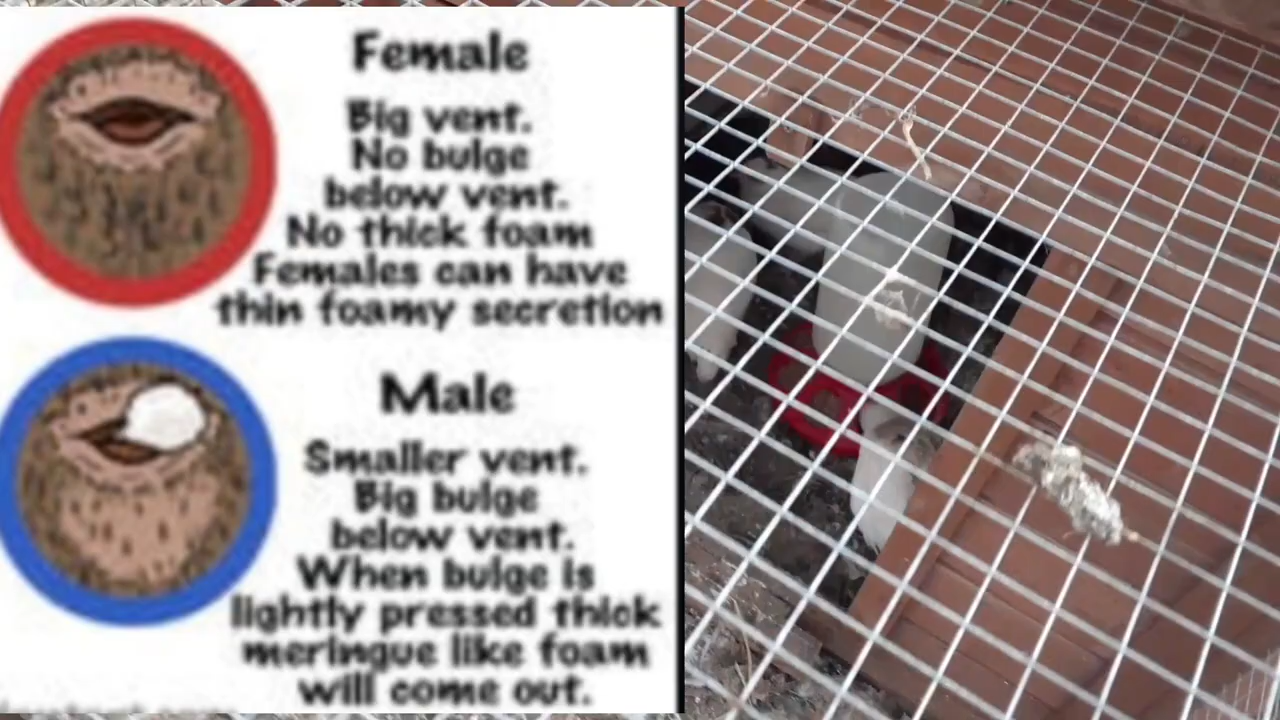 Female
Big vent.
No bulge
below vent.
No thick foam
Females can have
thin foamy secretion
Male
Smaller vent.
Big bulge
below vent.
When bulge is
lightly pressed thick
meringue like foam
will come out.